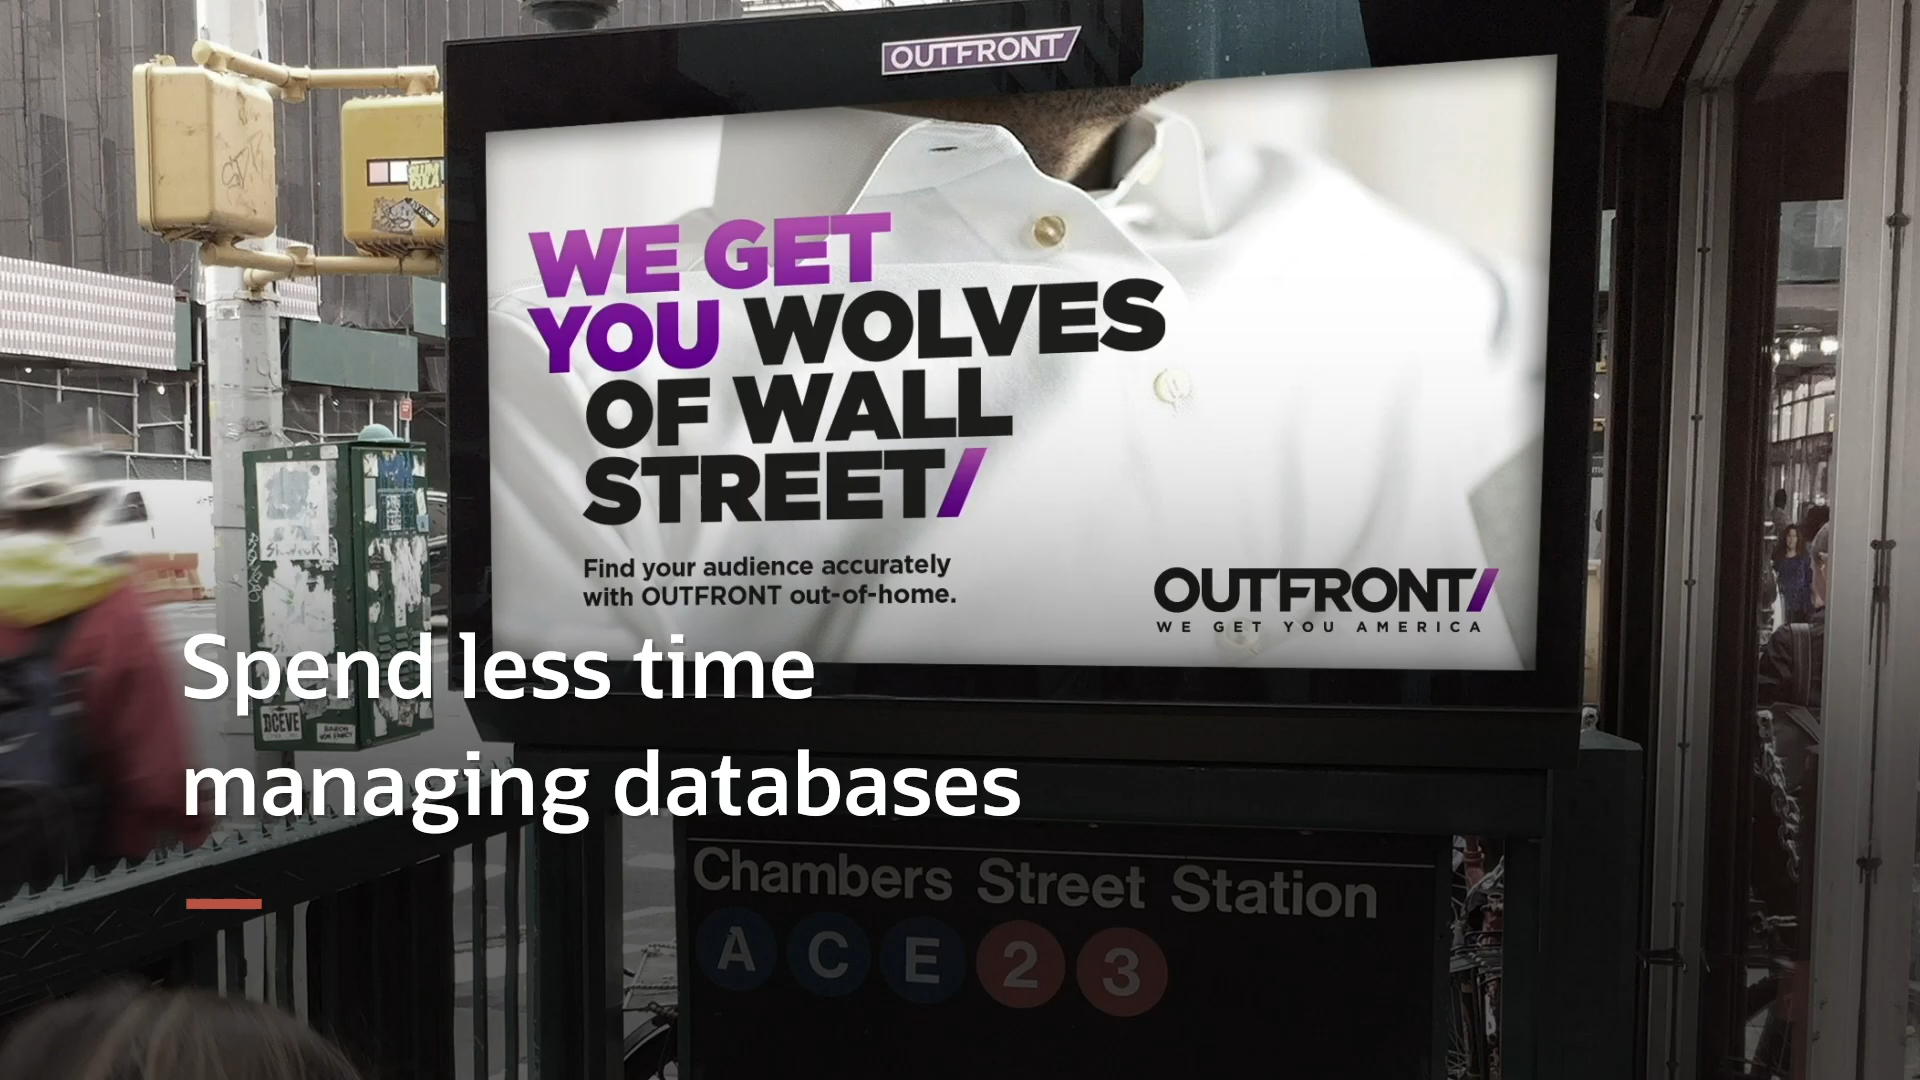 OUTFRONT
WE GET
YOU WOLVES
OF WALL
STREET/
Find your audience accurately
with OUTFRONT out-of-home.
OUTFRONT/
WE GET YOU AMERICA
Spend less time
managing databases
DCEVE
Chambers Street Station
A C E 2 3